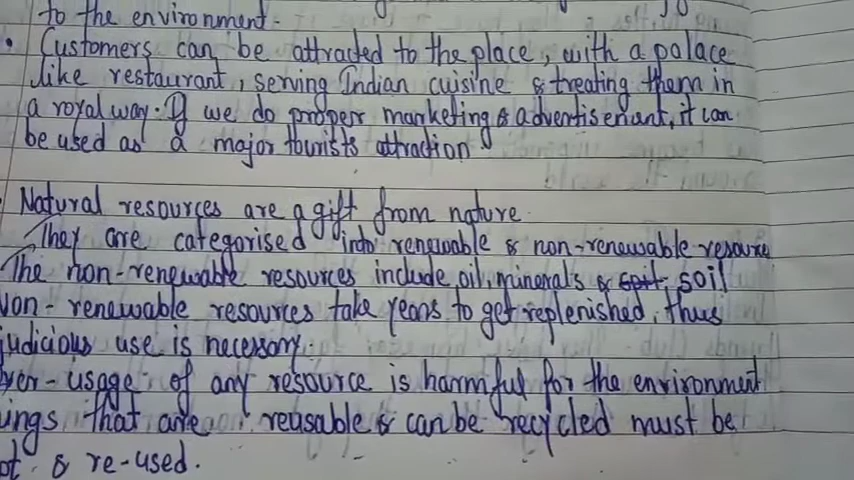 to the environment.
• Customers can be attracted to the place, with a palace
like restaurant, serving Indian cuisine & treating them in
a royal way. If we do proper marketing & advertisement, it can
be used as a major tourists attraction.
Natural resources are a gift from nature.
They are categorised into renewable & non-renewable resource
The non-renewable resources include oil, minerals & soil
Non-renewable resources take years to get replenished, thus
judicious use is necessary.
over-usage of any resource is harmful for the environment
ings that are reusable & can be recycled must be
& re-used.